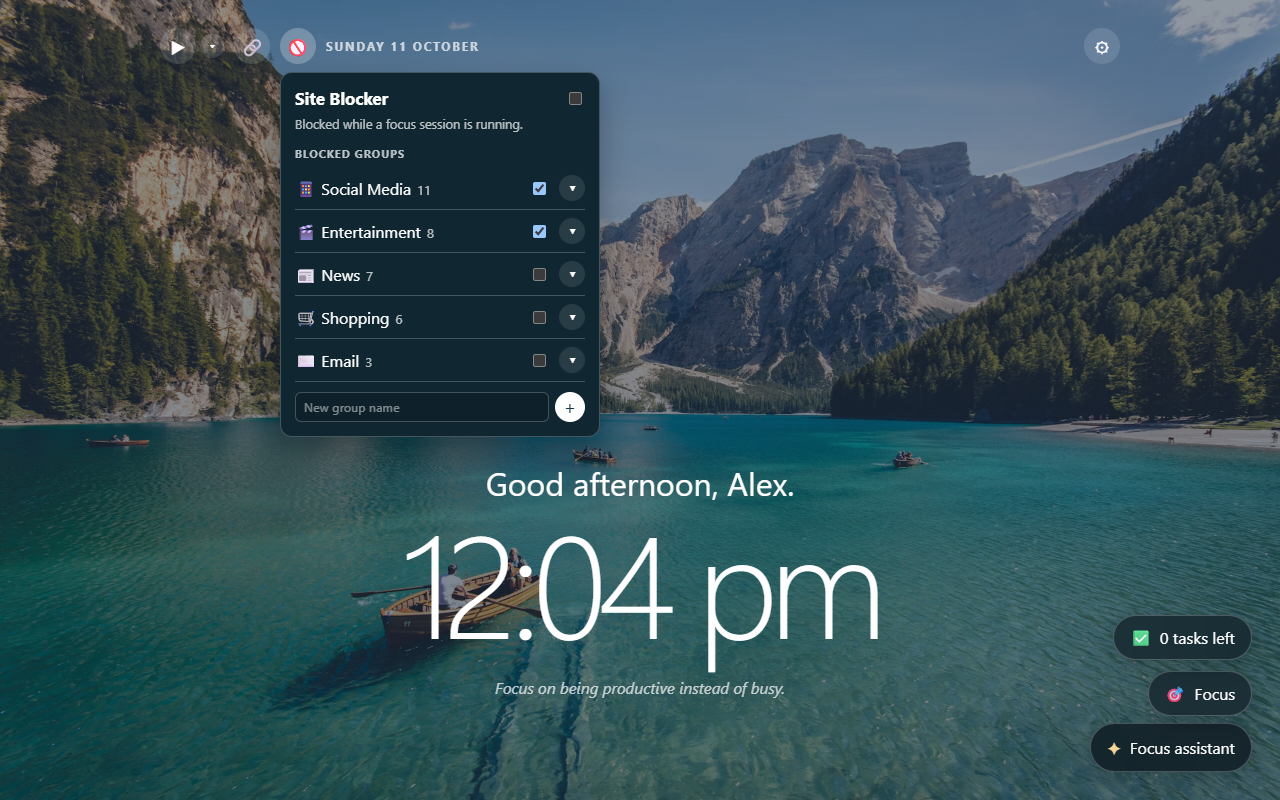 SUNDAY 11 OCTOBER
Site Blocker
Blocked while a focus session is running.
BLOCKED GROUPS
Social Media 11
Entertainment 8
News 7
Shopping 6
Email 3
New group name
+
Good afternoon, Alex.
12:04 pm
Focus on being productive instead of busy.
0 tasks left
Focus
Focus assistant